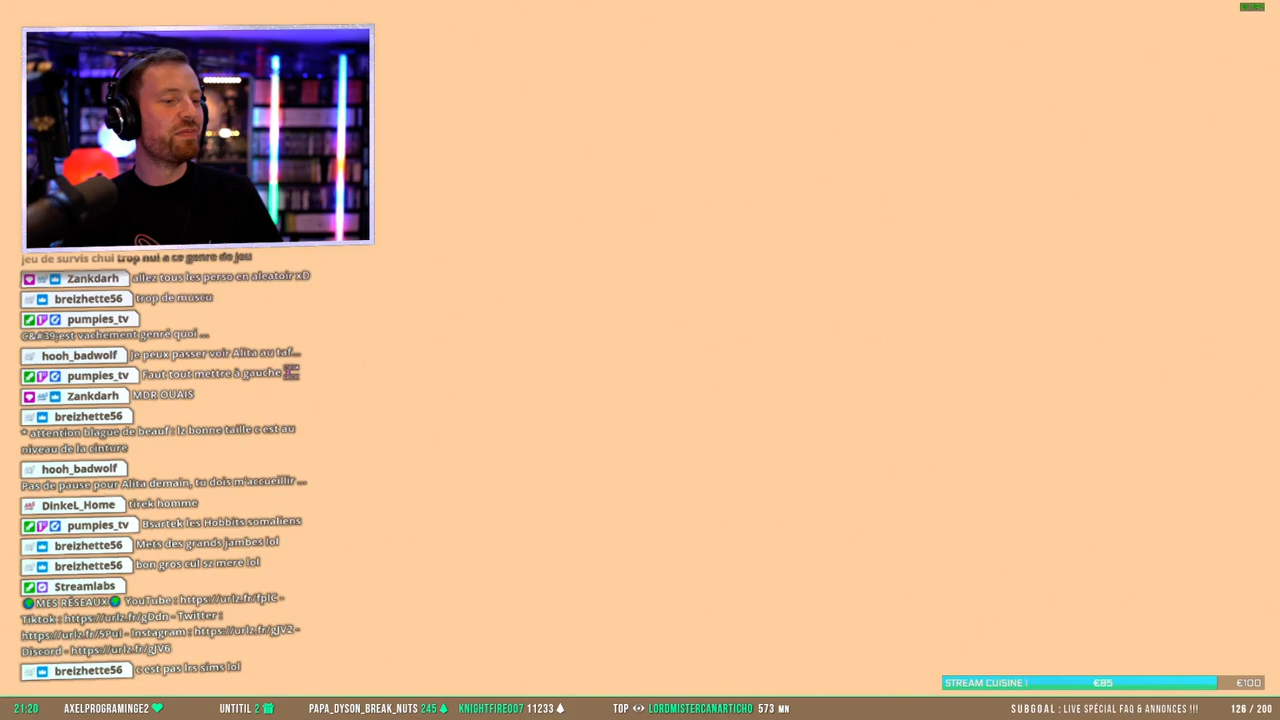 jeu de survis chui trop nul a ce genre de jeu
Zankdarh allez tous les perso en aleatoir xD
breizhette56 trop de muscu
pumpies_tv
C&#39;est vachement genré quoi ...
hooh_badwolf Je peux passer voir Alita au taf...
pumpies_tv Faut tout mettre à gauche
Zankdarh MDR OUAIS
breizhette56
* attention blague de beauf : lz bonne taille c est au
niveau de la cinture
hooh_badwolf
Pas de pause pour Alita demain, tu dois m'accueillir ...
DinkeL_Home tirek homme
pumpies_tv Bsartek les Hobbits somaliens
breizhette56 Mets des grands jambes lol
breizhette56 bon gros cul sz mere lol
Streamlabs
MES RÉSEAUX YouTube : https://urlz.fr/fpIC -
Tiktok : https://urlz.fr/gDdn - Twitter :
https://urlz.fr/5PuI - Instagram : https://urlz.fr/gJVZ -
Discord - https://urlz.fr/gJV6
breizhette56 c est pas lrs sims lol
STREAM CUISINE ! €85 €100
21:20 AXELPROGRAMINGE2 UNTITIL 2 PAPA_DYSON_BREAK_NUTS 245 KNIGHTFIRE007 11233 TOP LORDMISTERCANARTICHO 573 MN SUBGOAL : LIVE SPÉCIAL FAQ & ANNONCES !!! 126 / 200